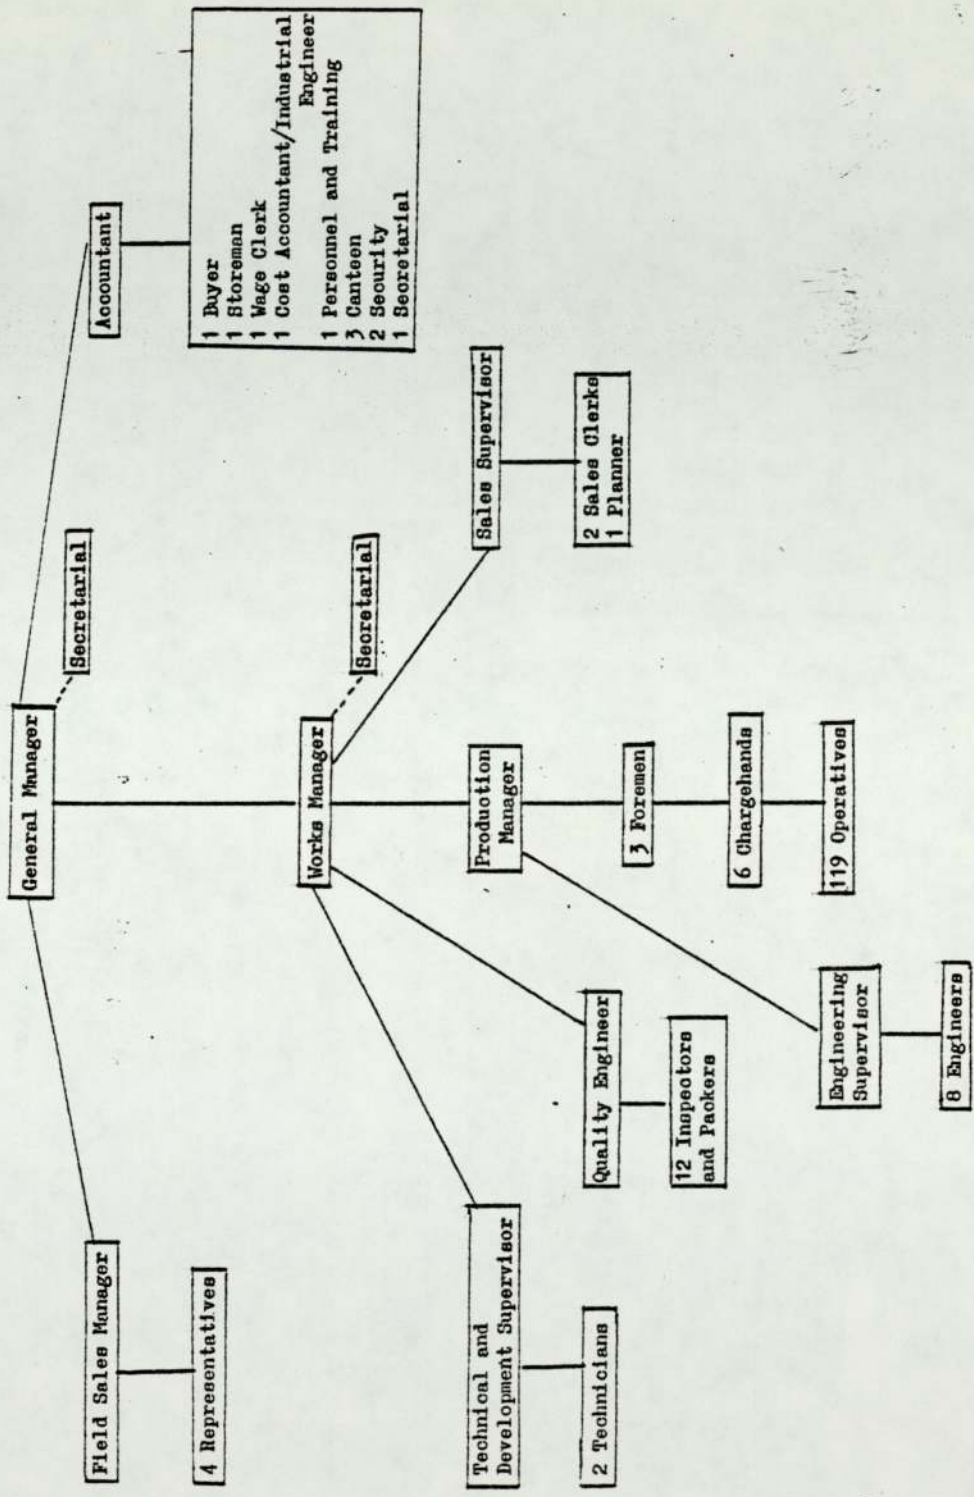 General Manager
Secretarial
Field Sales Manager
4 Representatives
Accountant
1 Buyer
1 Storeman
1 Wage Clerk
1 Cost Accountant/Industrial
Engineer
1 Personnel and Training
3 Canteen
2 Security
1 Secretarial
Works Manager
Secretarial
Technical and
Development Supervisor
2 Technicians
Quality Engineer
12 Inspectors
and Packers
Production
Manager
3 Foremen
6 Chargehands
119 Operatives
Engineering
Supervisor
8 Engineers
Sales Supervisor
2 Sales Clerks
1 Planner